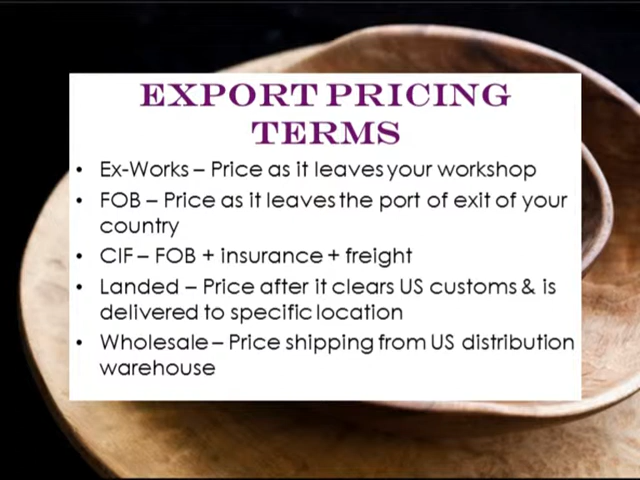 EXPORT PRICING
TERMS
• Ex-Works – Price as it leaves your workshop
• FOB – Price as it leaves the port of exit of your
country
• CIF – FOB + insurance + freight
• Landed – Price after it clears US customs & is
delivered to specific location
• Wholesale – Price shipping from US distribution
warehouse